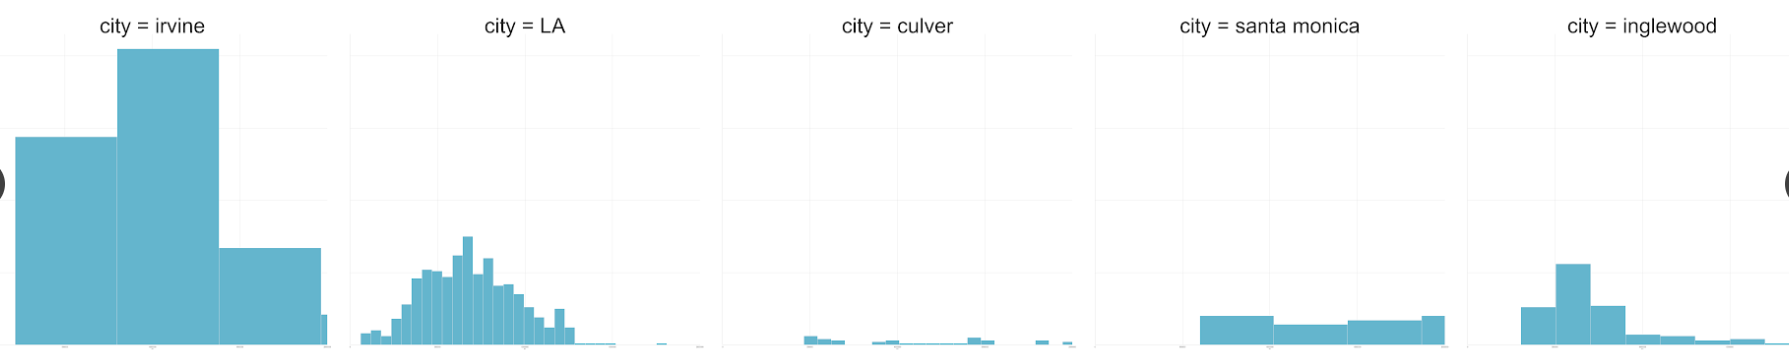 city = irvine
city = LA
city = culver
city = santa monica
city = inglewood